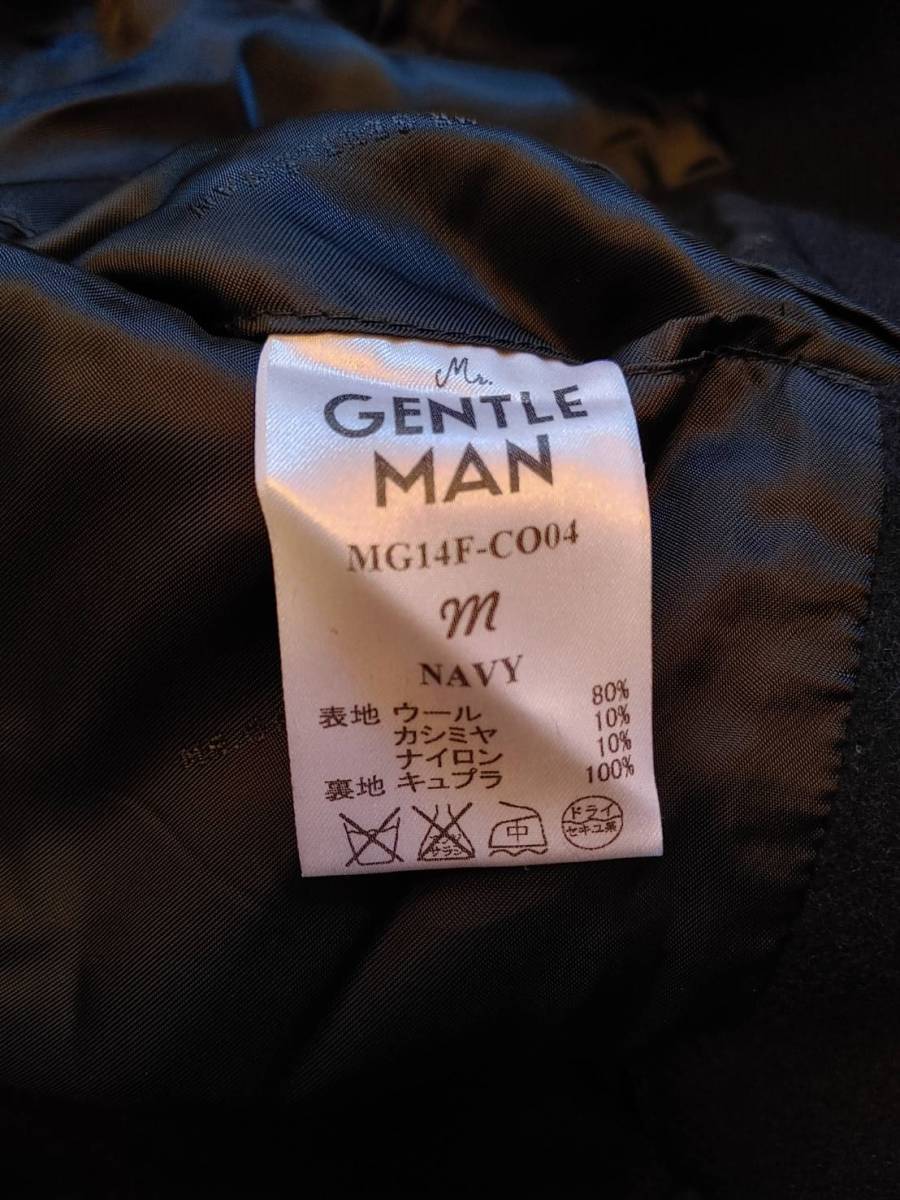 Mr.
GENTLE
MAN
MG14F-CO04
M
NAVY
表地 ウール 80%
カシミヤ 10%
ナイロン 10%
裏地 キュプラ 100%
中
ドライ
セキユ系